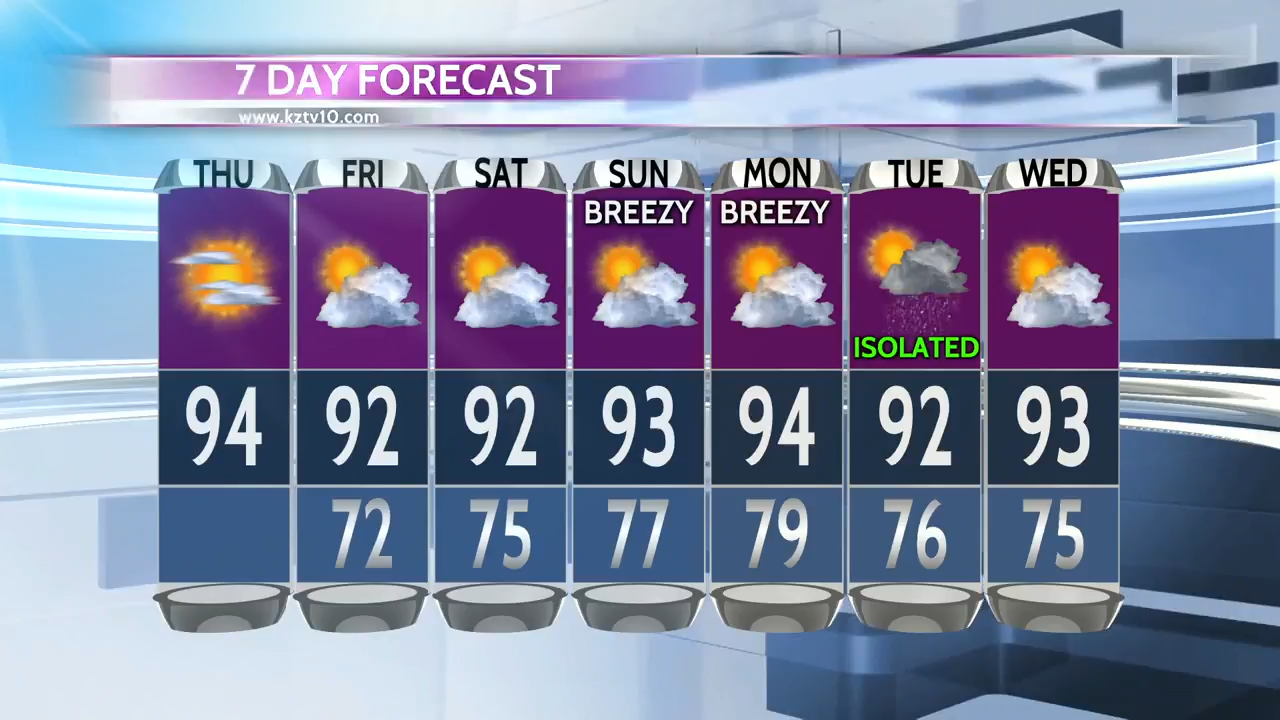 7 DAY FORECAST
www.kztv10.com
THU FRI SAT SUN MON TUE WED
BREEZY BREEZY
ISOLATED
94 92 92 93 94 92 93
72 75 77 79 76 75